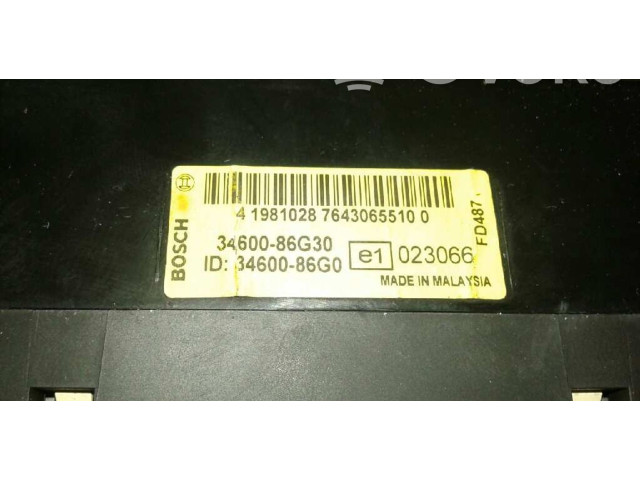 BOSCH
4 1981028 7643065510 0
34600-86G30
ID: 34600-86G0
e1 023066
MADE IN MALAYSIA
FD487